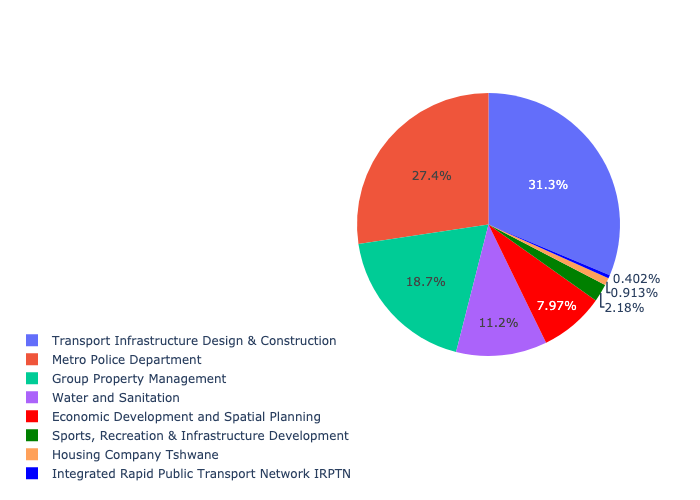 27.4%
31.3%
18.7%
0.402%
0.913%
2.18%
7.97%
11.2%
Transport Infrastructure Design & Construction
Metro Police Department
Group Property Management
Water and Sanitation
Economic Development and Spatial Planning
Sports, Recreation & Infrastructure Development
Housing Company Tshwane
Integrated Rapid Public Transport Network IRPTN